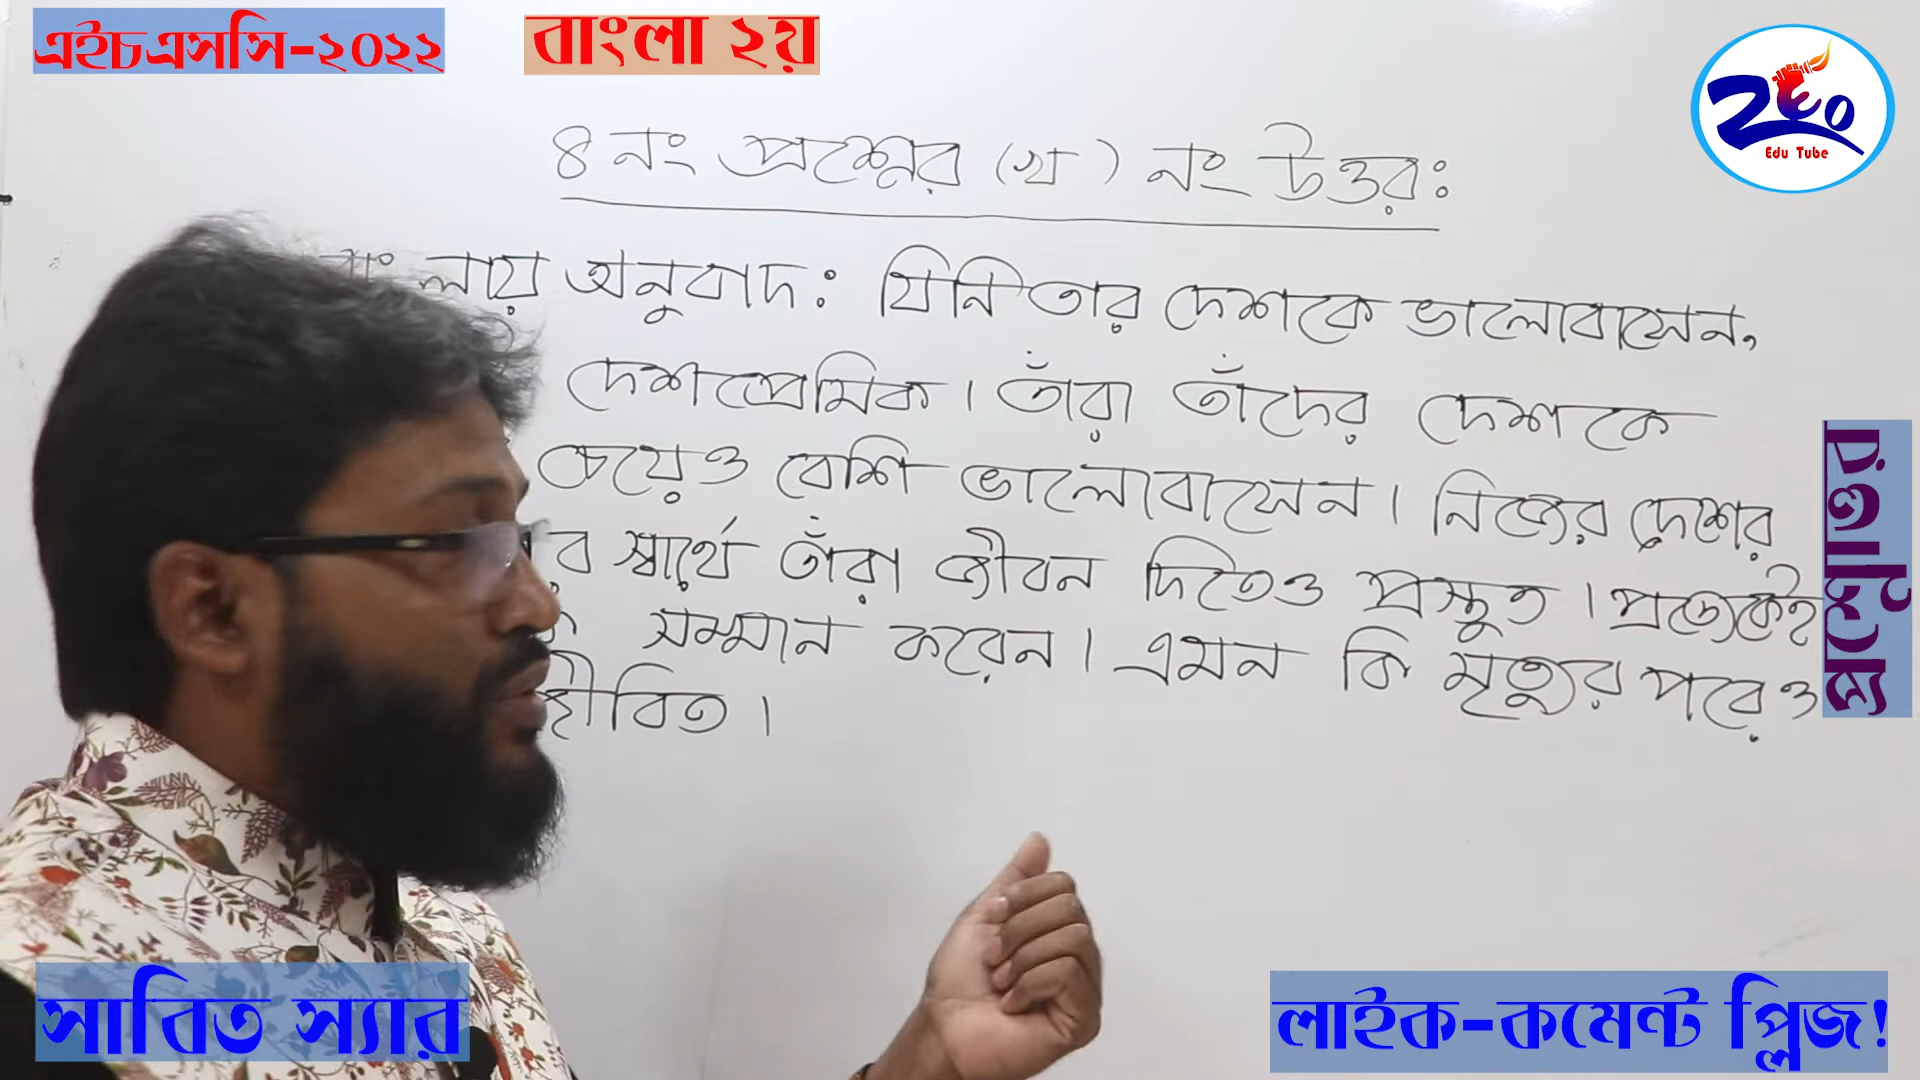 এইচএসসি-২০২২
বাংলা ২য়
2EO
Edu Tube
৪ নং প্রশ্নের (খ) নং উত্তরঃ
বাংলায় অনুবাদঃ যিনি তার দেশকে ভালোবাসেন,
দেশপ্রেমিক। তাঁরা তাঁদের দেশকে
চেয়েও বেশি ভালোবাসেন। নিজের দেশের
স্বার্থে তাঁরা জীবন দিতেও প্রস্তুত। প্রত্যেকেই
সম্মান করেন। এমন কি মৃত্যুর পরেও
জীবিত।
প্রশ্নোত্তর
সাবিত স্যার
লাইক-কমেন্ট প্লিজ!